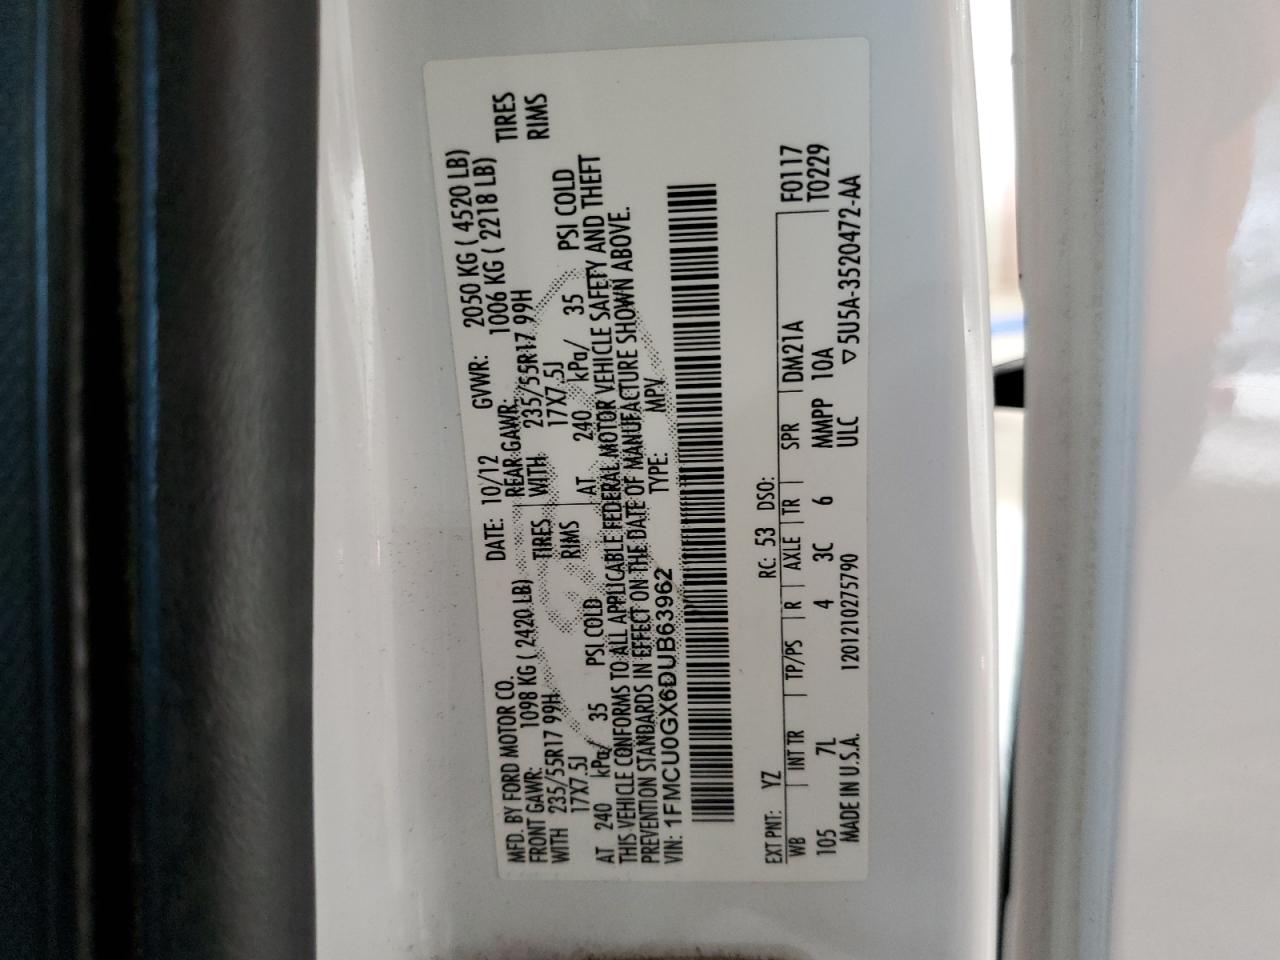 MFD. BY FORD MOTOR CO. DATE: 10/12 GVWR: 2050 KG ( 4520 LB)
FRONT GAWR: 1098 KG ( 2420 LB) REAR GAWR: 1006 KG ( 2218 LB)
WITH 235/55R17 99H TIRES WITH 235/55R17 99H TIRES
17X7.5J RIMS 17X7.5J RIMS
AT 240 kPa/ 35 PSI COLD AT 240 kPa/ 35 PSI COLD
THIS VEHICLE CONFORMS TO ALL APPLICABLE FEDERAL MOTOR VEHICLE SAFETY AND THEFT
PREVENTION STANDARDS IN EFFECT ON THE DATE OF MANUFACTURE SHOWN ABOVE.
VIN: 1FMCU0GX6DUB63962 TYPE: MPV
EXT PNT: YZ RC: 53 DSO:
WB INT TR TP/PS R AXLE TR SPR DM21A F0117
105 7L 4 3C 6 MMPP 10A T0229
MADE IN U.S.A. 120121027579​0 ULC ▽5U5A-3520472-AA